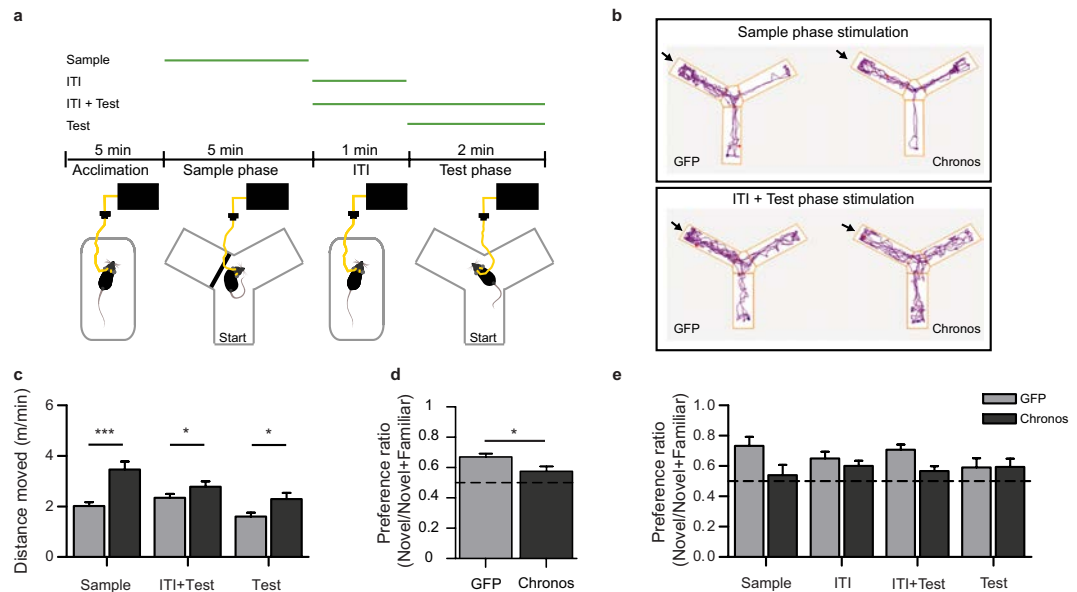 a
Sample
ITI
ITI + Test
Test
5 min
5 min
1 min
2 min
Acclimation
Sample phase
ITI
Test phase
Start
Start
b
Sample phase stimulation
GFP
Chronos
ITI + Test phase stimulation
GFP
Chronos
c
Distance moved (m/min)
6
4
2
0
***
*
*
Sample
ITI+Test
Test
d
Preference ratio
(Novel/Novel+Familiar)
1
0.8
0.6
0.4
0.2
0
*
GFP
Chronos
e
Preference ratio
(Novel/Novel+Familiar)
1.0
0.8
0.6
0.4
0.2
0.0
GFP
Chronos
Sample
ITI
ITI+Test
Test